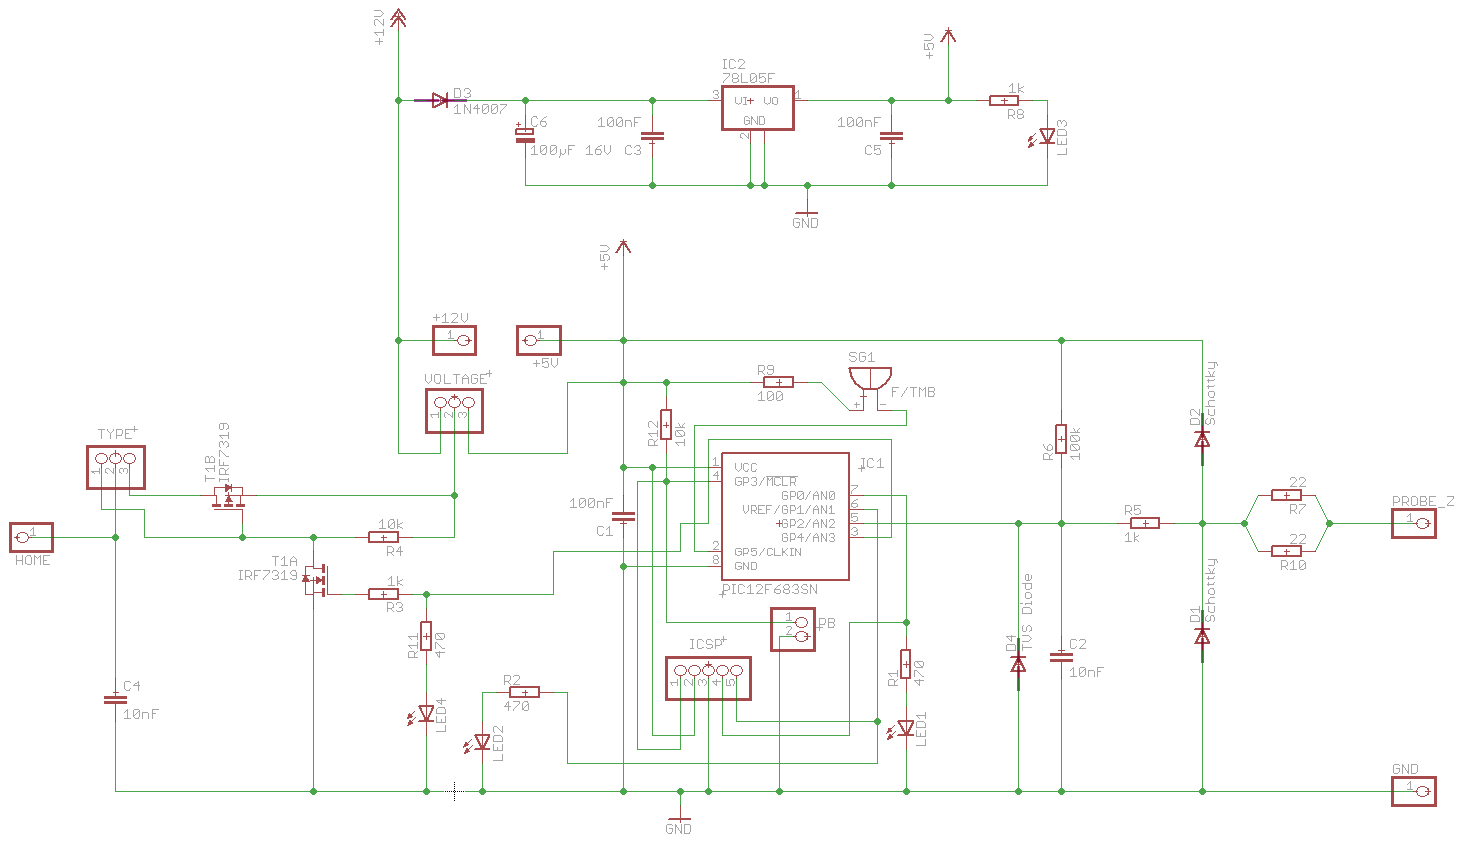 +12V
D3
1N4007
C6
100µF 16V
100nF
C3
IC2
78L05F
3
VI
VO
1
GND
2
100nF
C5
+5V
1k
R8
LED3
GND
+5V
+12V
1
1
+5V
VOLTAGE
1
2
3
TYPE
1
2
3
T1B
IRF7319
1
HOME
10k
R4
T1A
IRF7319
1k
R3
R11
470
LED4
R2
470
LED2
C4
10nF
R9
100
SG1
F/TMB
R12
10k
100nF
C1
IC1
1
VCC
4
GP3/MCLR
GP0/AN0
7
VREF/GP1/AN1
6
GP2/AN2
5
GP4/AN3
3
2
GP5/CLKIN
8
GND
PIC12F683SN
1
2
PB
ICSP
1
2
3
4
5
R1
470
LED1
GND
R6
100k
D2
Schottky
R5
1k
22
R7
22
R10
PROBE_Z
1
D4
TVS Diode
C2
10nF
D1
Schottky
GND
1